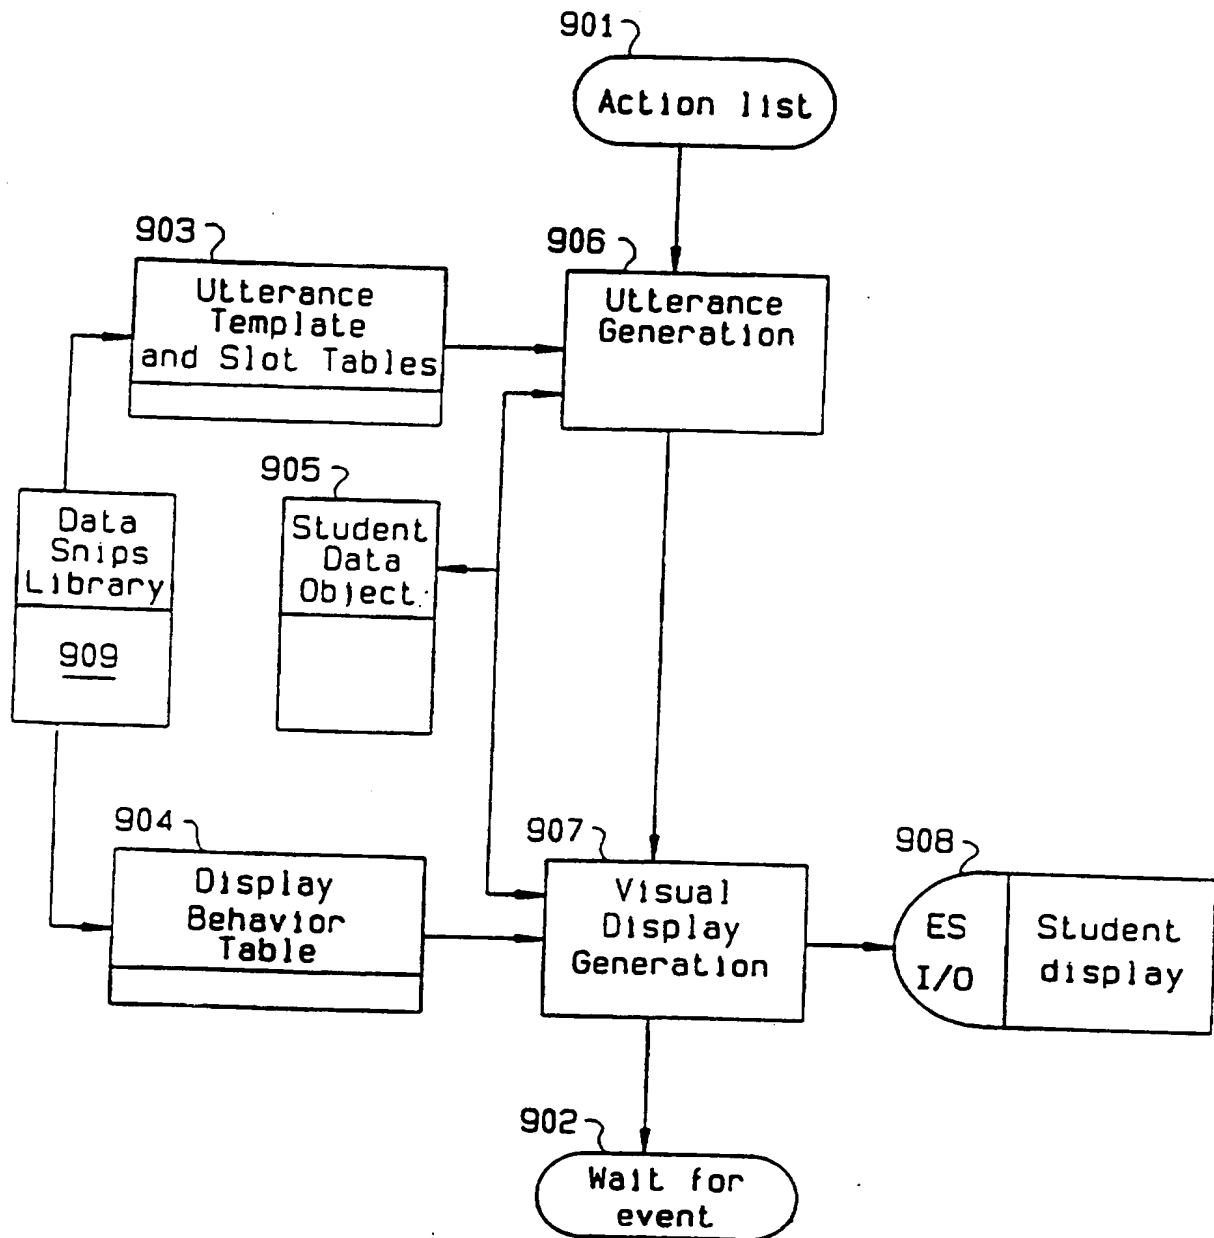 901
Action list
903
Utterance
Template
and Slot Tables
906
Utterance
Generation
905
Student
Data
Object
Data
Snips
Library
909
904
Display
Behavior
Table
907
Visual
Display
Generation
908
ES
I/O
Student
display
902
Wait for
event